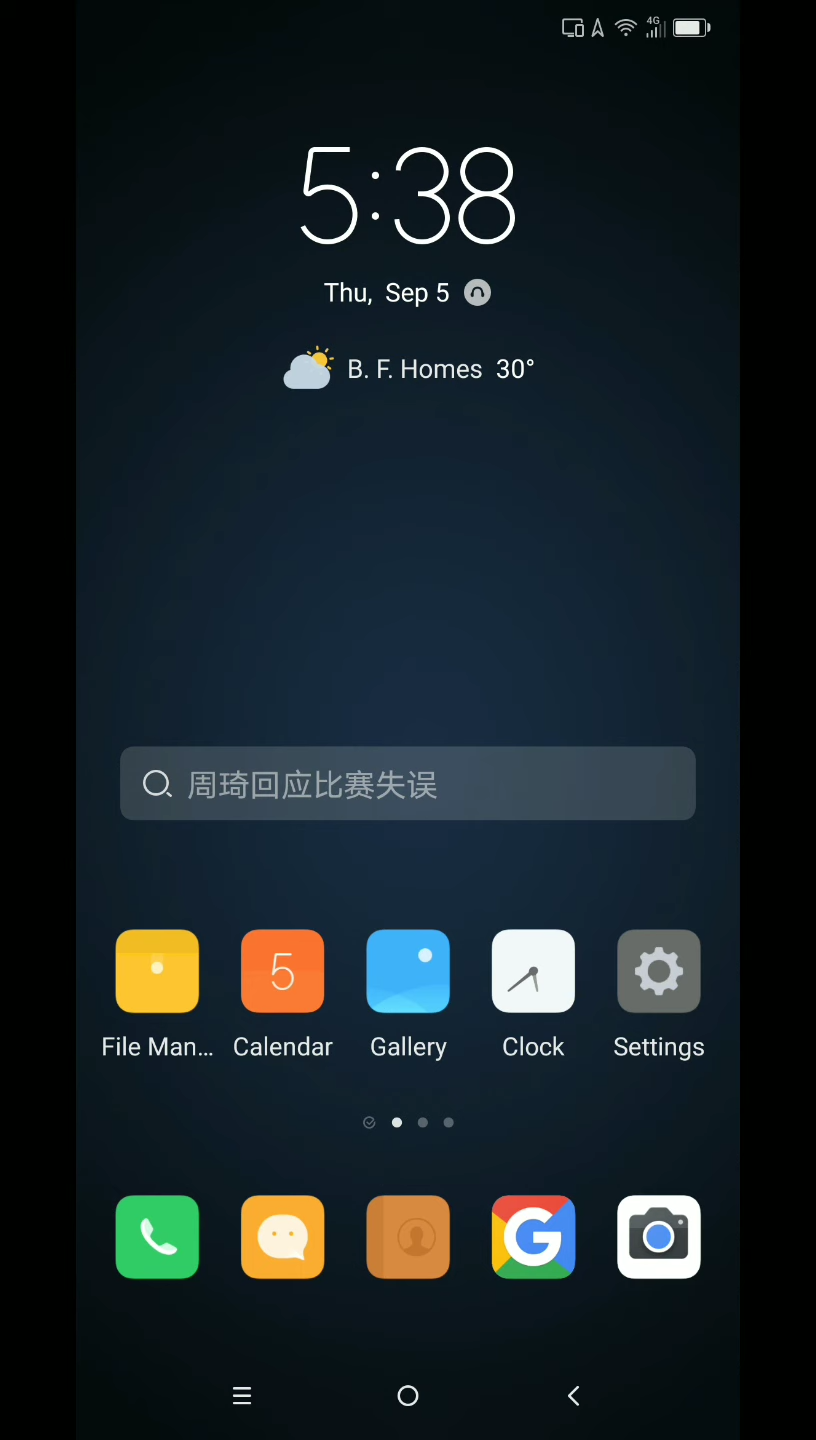 4G
5:38
Thu, Sep 5
B. F. Homes 30°
周琦回应比赛失误
5
File Man... Calendar Gallery Clock Settings
G